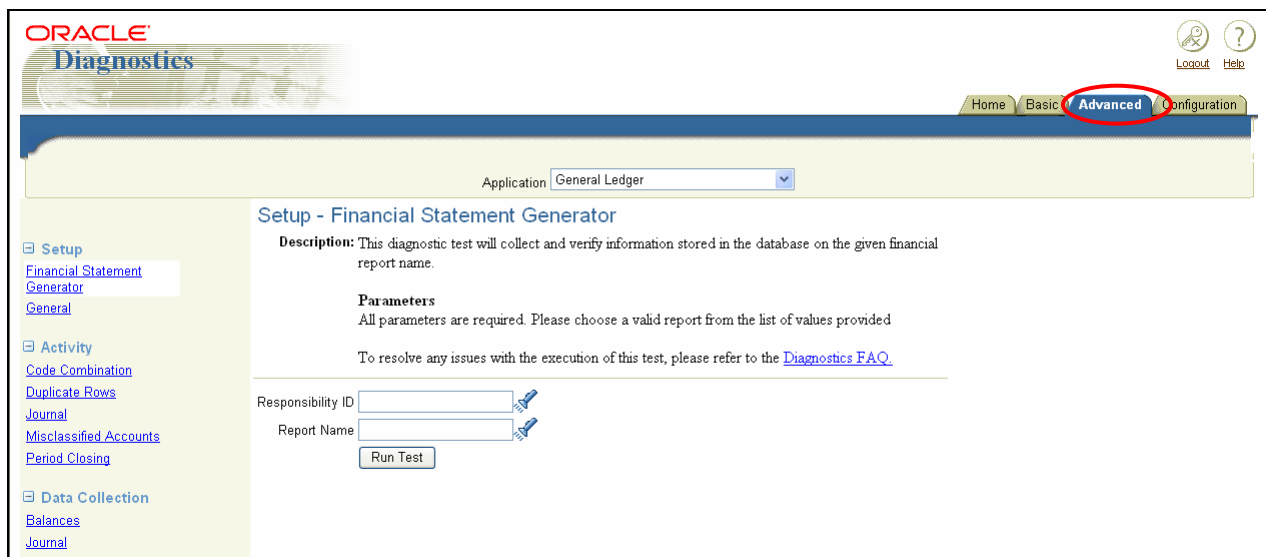 ORACLE
Diagnostics
Logout Help
Home Basic Advanced Configuration
Application General Ledger
Setup
Financial Statement
Generator
General
Activity
Code Combination
Duplicate Rows
Journal
Misclassified Accounts
Period Closing
Data Collection
Balances
Journal
Setup - Financial Statement Generator
Description: This diagnostic test will collect and verify information stored in the database on the given financial
report name.
Parameters
All parameters are required. Please choose a valid report from the list of values provided
To resolve any issues with the execution of this test, please refer to the Diagnostics FAQ.
Responsibility ID
Report Name
Run Test